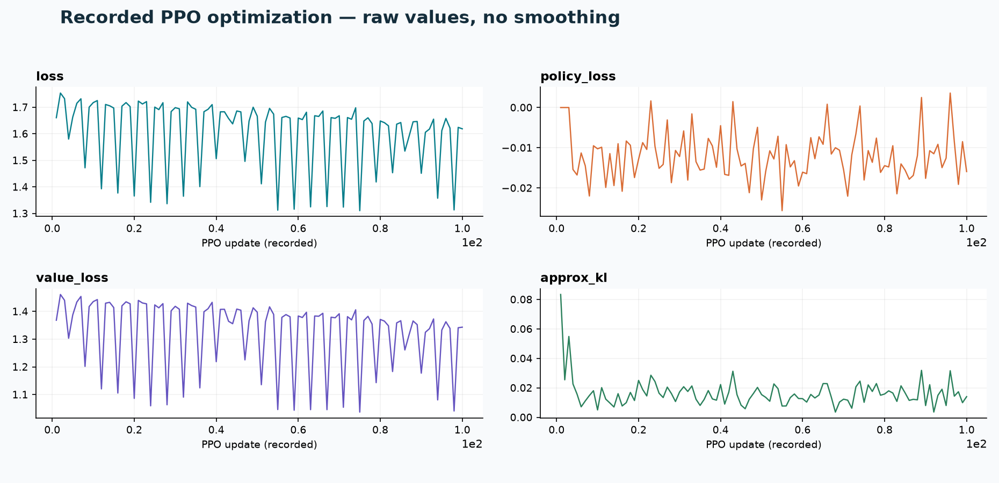 Recorded PPO optimization — raw values, no smoothing
loss
1.7
1.6
1.5
1.4
1.3
0.0 0.2 0.4 0.6 0.8 1.0
PPO update (recorded)
1e2
policy_loss
0.00
−0.01
−0.02
0.0 0.2 0.4 0.6 0.8 1.0
PPO update (recorded)
1e2
value_loss
1.4
1.3
1.2
1.1
0.0 0.2 0.4 0.6 0.8 1.0
PPO update (recorded)
1e2
approx_kl
0.08
0.06
0.04
0.02
0.00
0.0 0.2 0.4 0.6 0.8 1.0
PPO update (recorded)
1e2